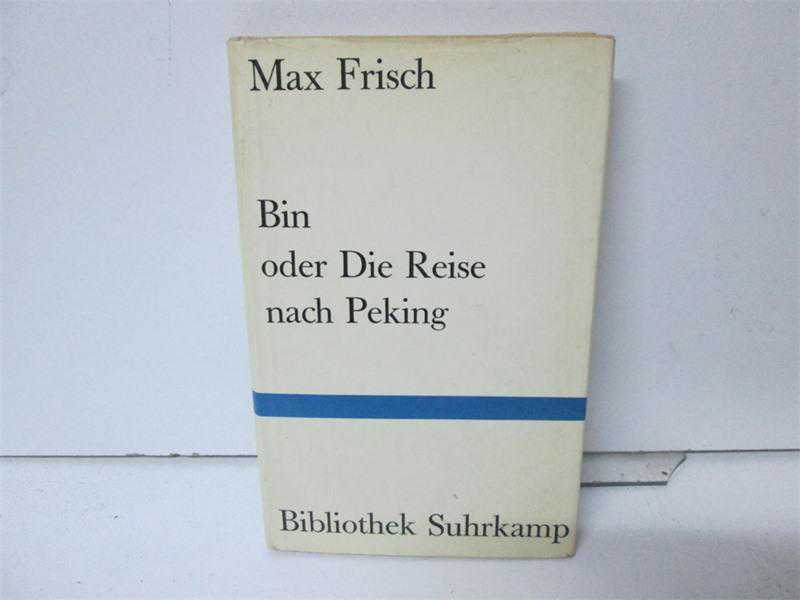 Max Frisch
Bin
oder Die Reise
nach Peking
Bibliothek Suhrkamp